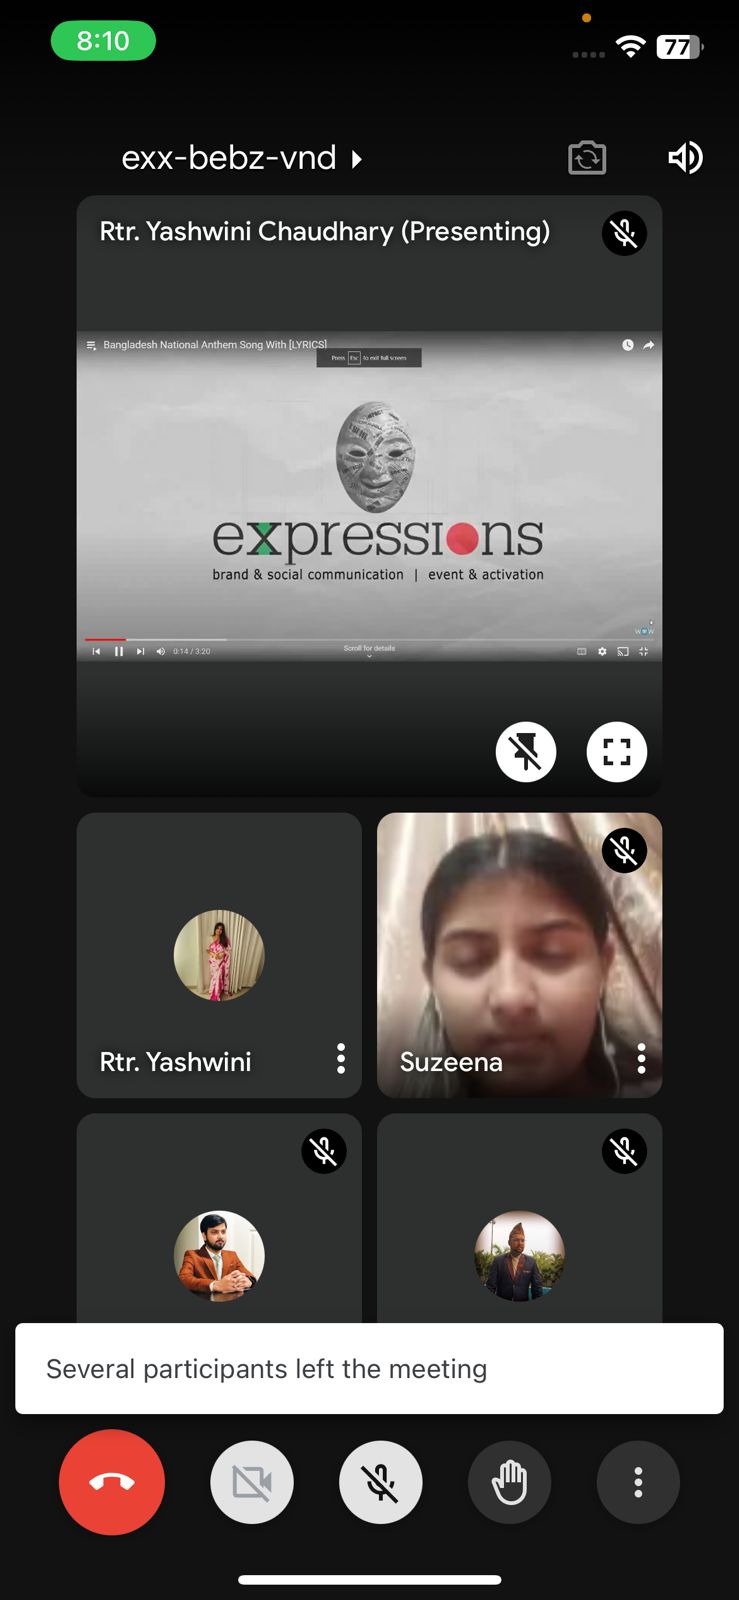 8:10
77
exx-bebz-vnd
Rtr. Yashwini Chaudhary (Presenting)
Bangladesh National Anthem Song With [LYRICS]
Press Esc to exit full screen
expressions
brand & social communication | event & activation
WOW
0:14 / 3:20
Scroll for details
Rtr. Yashwini
Suzeena
Several participants left the meeting